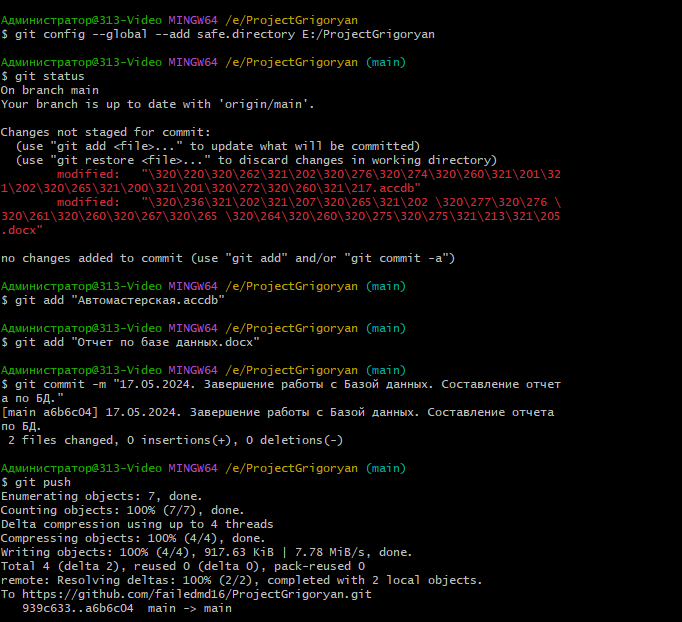 Администратор@313-Video MINGW64 /e/ProjectGrigoryan
$ git config --global --add safe.directory E:/ProjectGrigoryan
Администратор@313-Video MINGW64 /e/ProjectGrigoryan (main)
$ git status
On branch main
Your branch is up to date with 'origin/main'.
Changes not staged for commit:
  (use "git add <file>..." to update what will be committed)
  (use "git restore <file>..." to discard changes in working directory)
        modified:   "\320\220\320\262\321\202\320\276\320\274\320\260\321\201\32
1\202\320\265\321\200\321\201\320\272\320\260\321\217.accdb"
        modified:   "\320\236\321\202\321\207\320\265\321\202 \320\277\320\276 \
320\261\320\260\320\267\320\265 \320\264\320\260\320\275\320\275\321\213\321\205
.docx"
no changes added to commit (use "git add" and/or "git commit -a")
Администратор@313-Video MINGW64 /e/ProjectGrigoryan (main)
$ git add "Автомастерская.accdb"
Администратор@313-Video MINGW64 /e/ProjectGrigoryan (main)
$ git add "Отчет по базе данных.docx"
Администратор@313-Video MINGW64 /e/ProjectGrigoryan (main)
$ git commit -m "17.05.2024. Завершение работы с Базой данных. Составление отчет
а по БД."
[main a6b6c04] 17.05.2024. Завершение работы с Базой данных. Составление отчета
по БД.
 2 files changed, 0 insertions(+), 0 deletions(-)
Администратор@313-Video MINGW64 /e/ProjectGrigoryan (main)
$ git push
Enumerating objects: 7, done.
Counting objects: 100% (7/7), done.
Delta compression using up to 4 threads
Compressing objects: 100% (4/4), done.
Writing objects: 100% (4/4), 917.63 KiB | 7.78 MiB/s, done.
Total 4 (delta 2), reused 0 (delta 0), pack-reused 0
remote: Resolving deltas: 100% (2/2), completed with 2 local objects.
To https://github.com/failedmd16/ProjectGrigoryan.git
   939c633..a6b6c04  main -> main